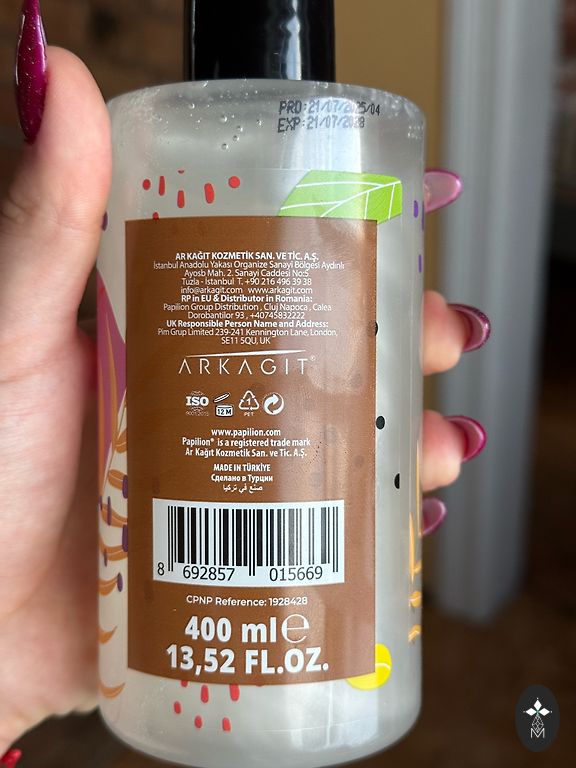 PRD:21/07/2025/04
EXP:21/07/2028
AR KAĞIT KOZMETİK SAN. VE TİC. A.Ş.
İstanbul Anadolu Yakası Organize Sanayi Bölgesi Aydınlı
Ayosb Mah. 2. Sanayi Caddesi No:5
Tuzla - Istanbul T. +90 216 496 39 38
info@arkagit.com www.arkagit.com
RP in EU & Distributor in Romania:
Papilion Group Distribution , Cluj Napoca , Calea
Dorobantilor 93 , +40745832222
UK Responsible Person Name and Address:
Pim Grup Limited 239-241 Kennington Lane, London,
SE11 5QU, UK
ARKAGIT®
ISO
9001:2015
12 M
1
PET
www.papilion.com
Papilion® is a registered trade mark
Ar Kağıt Kozmetik San. ve Tic. A.Ş.
MADE IN TÜRKİYE
Сделано в Турции
صنع في تركيا
8 692857 015669
CPNP Reference: 1928428
400 ml e
13,52 FL.OZ.
M